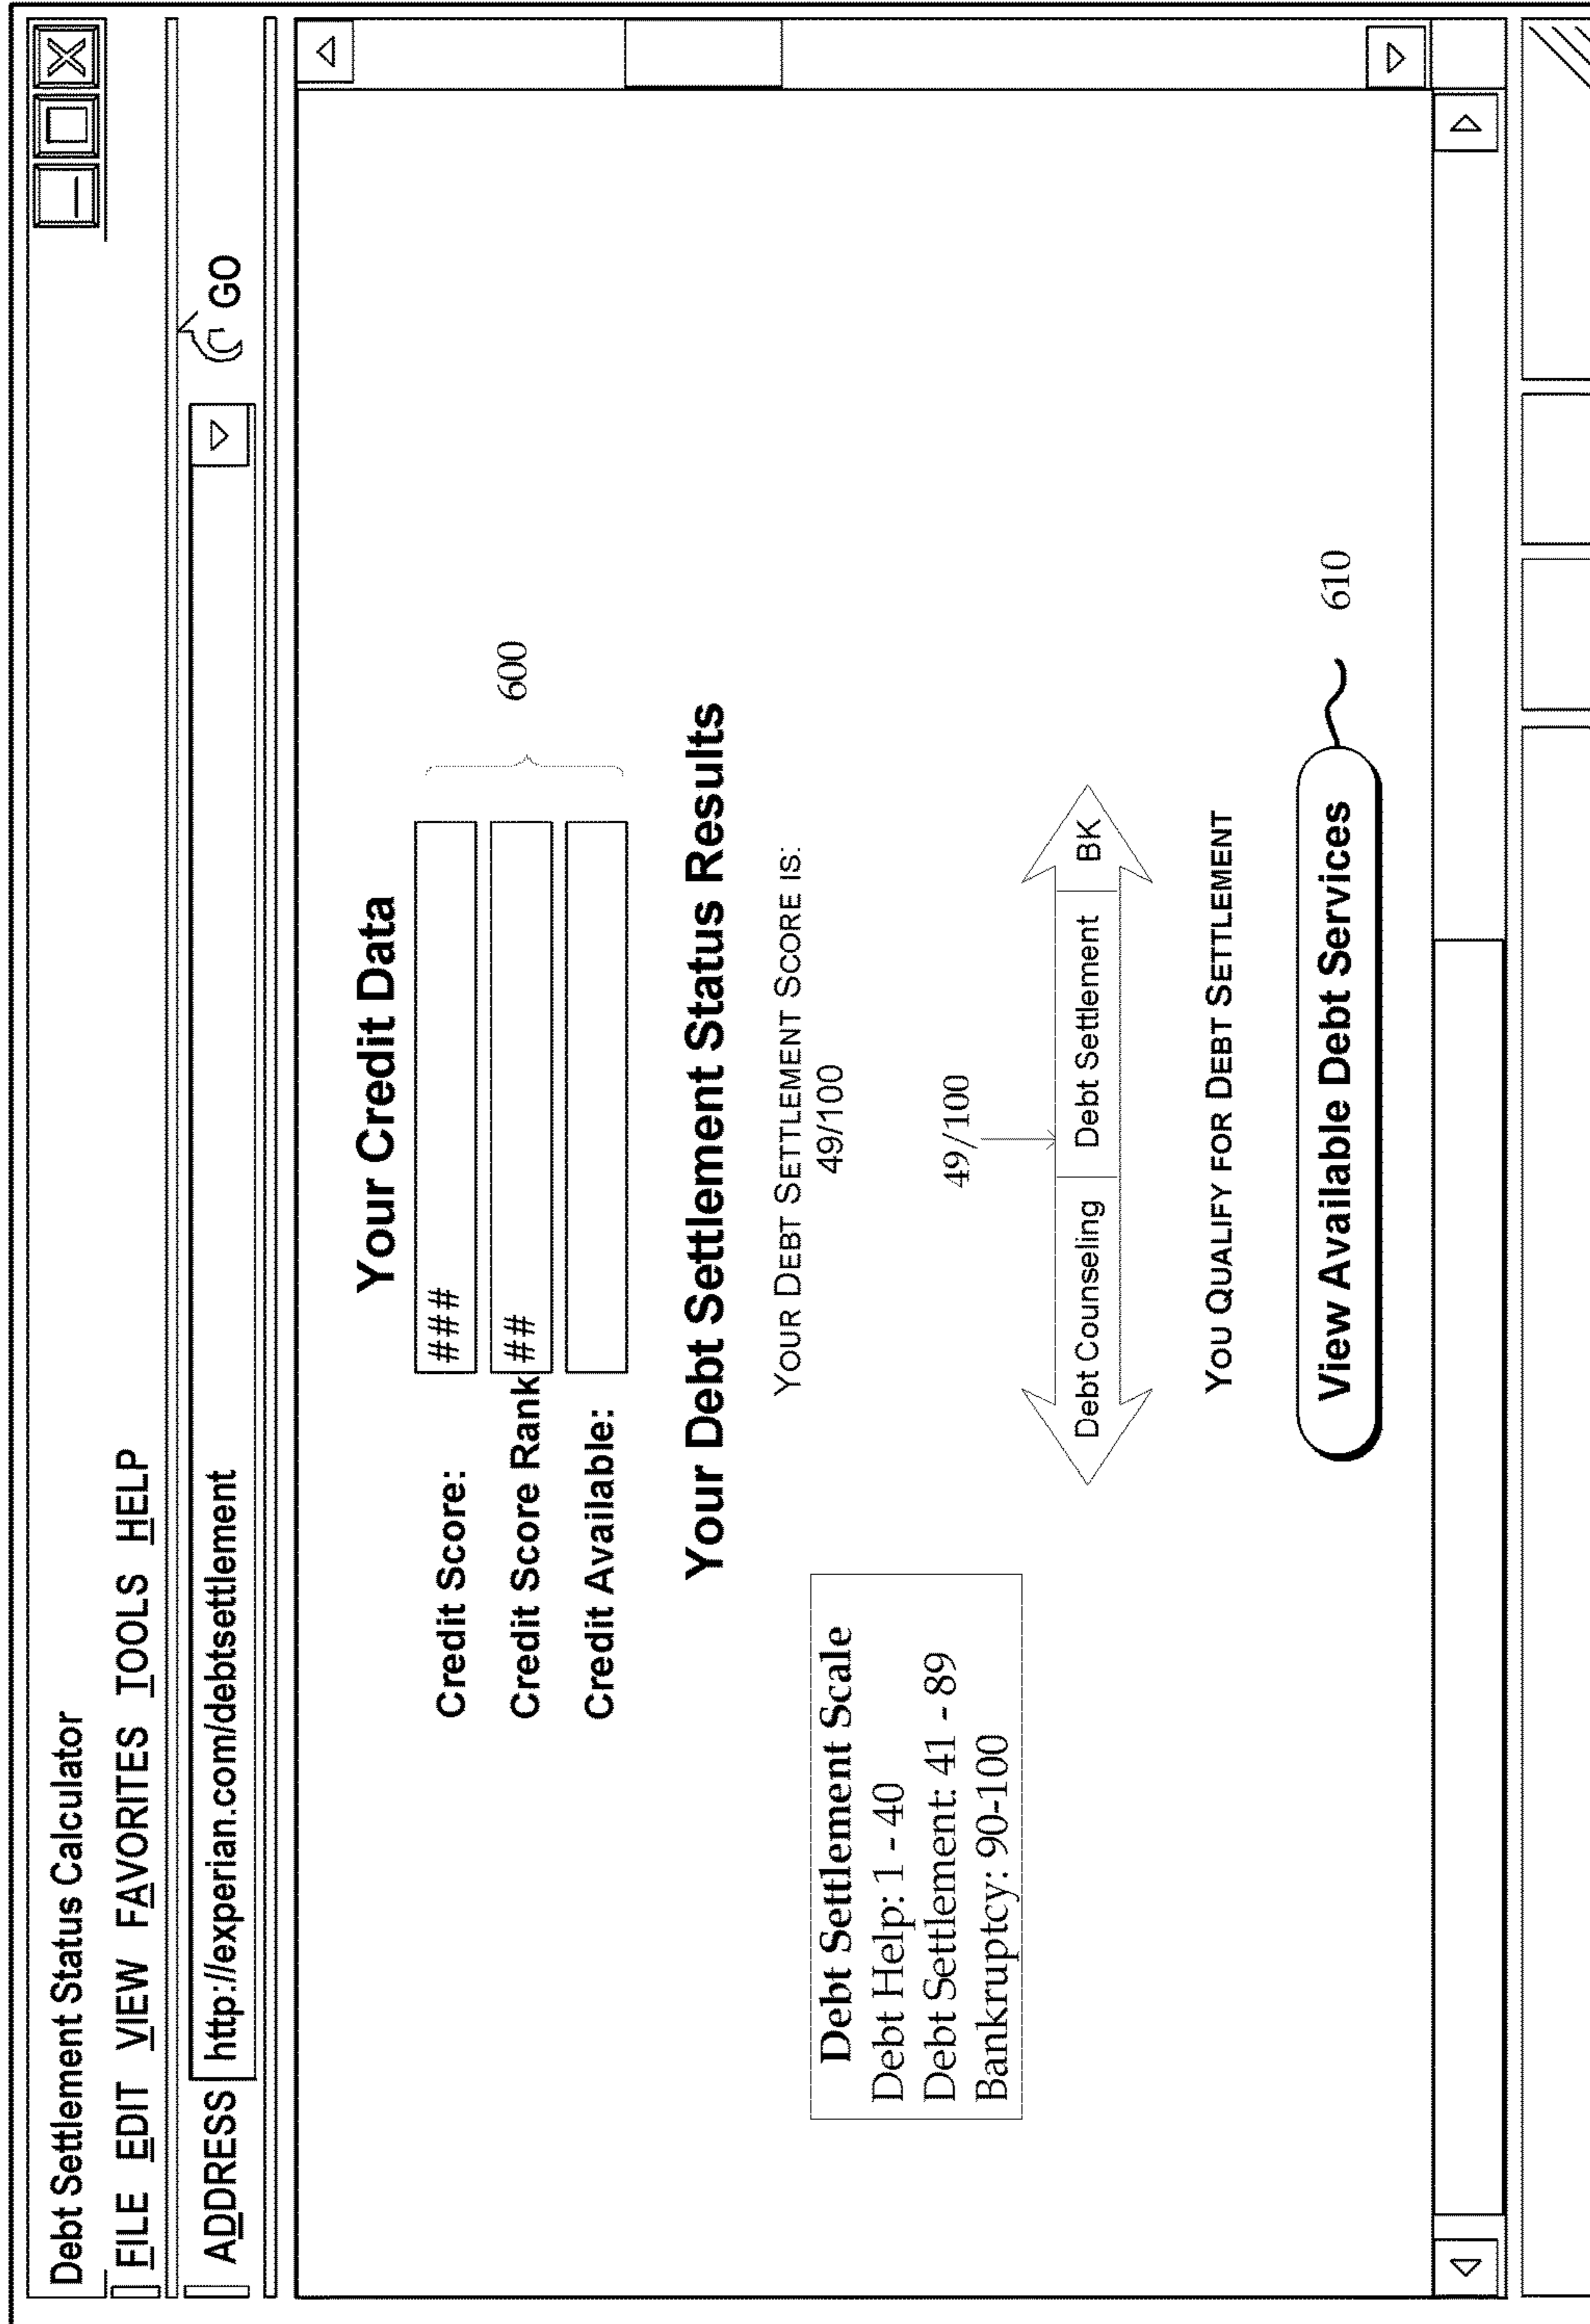 Debt Settlement Status Calculator
FILE EDIT VIEW FAVORITES TOOLS HELP
ADDRESS http://experian.com/debtsettlement GO
Your Credit Data
Credit Score: ###
Credit Score Rank ##
Credit Available:
600
Your Debt Settlement Status Results
YOUR DEBT SETTLEMENT SCORE IS:
49/100
Debt Settlement Scale
Debt Help: 1 - 40
Debt Settlement: 41 - 89
Bankruptcy: 90-100
49/100
Debt Counseling Debt Settlement BK
YOU QUALIFY FOR DEBT SETTLEMENT
View Available Debt Services 610